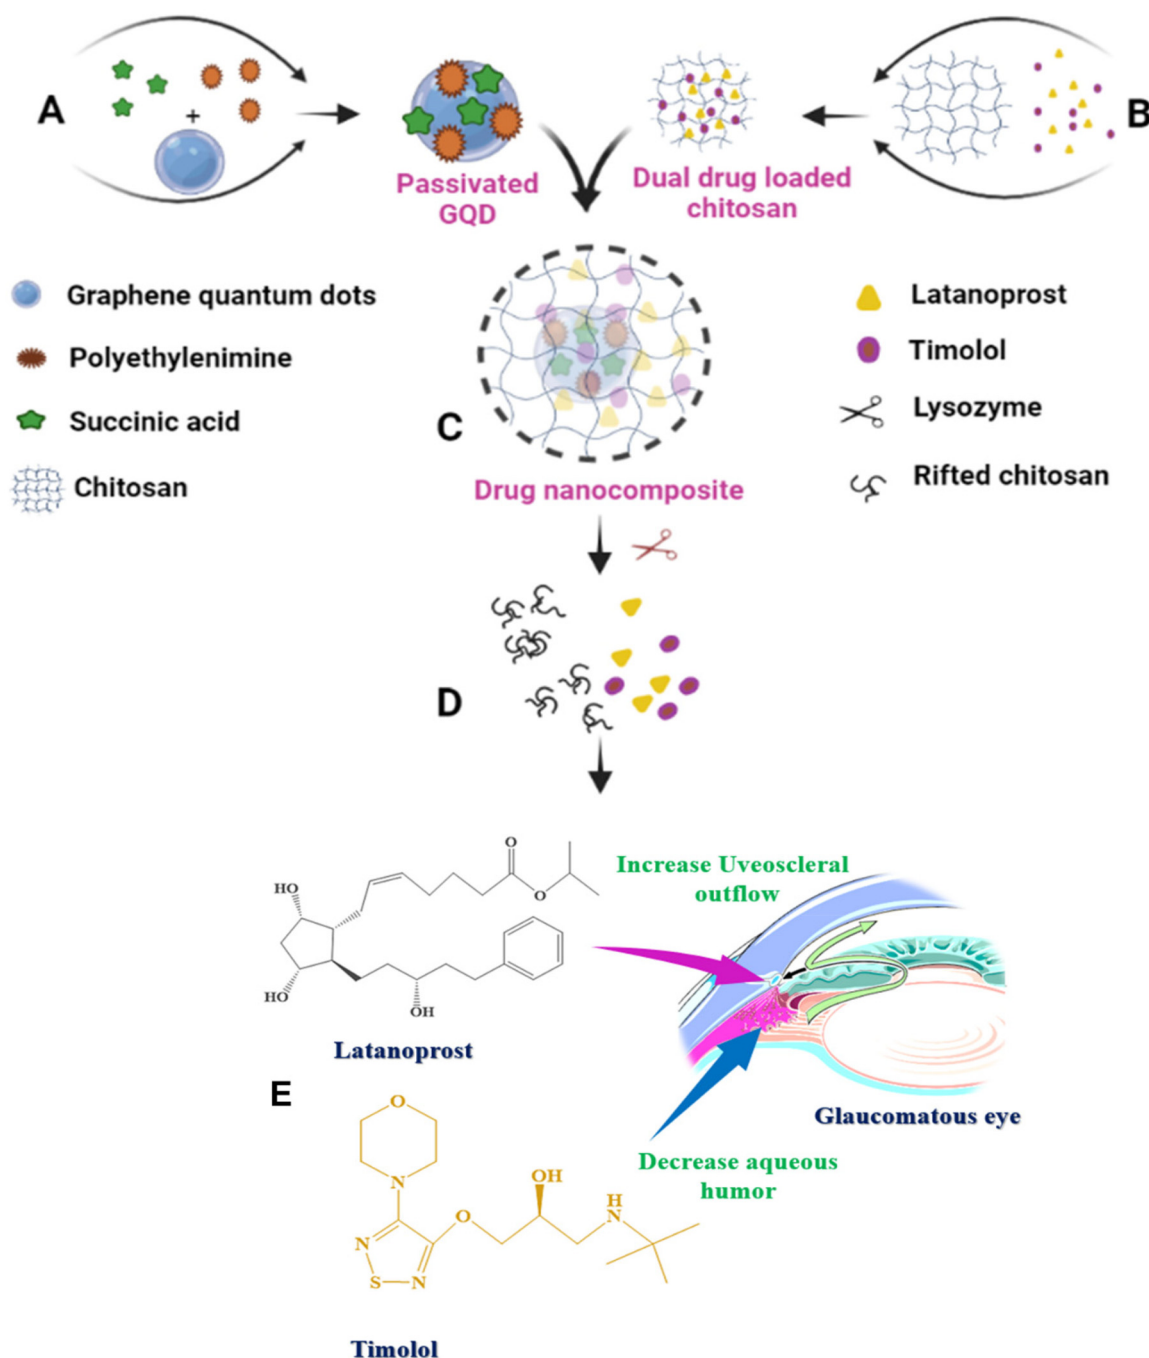 A
+
B
Passivated
GQD
Dual drug loaded
chitosan
Graphene quantum dots
Polyethylenimine
Succinic acid
Chitosan
Latanoprost
Timolol
Lysozyme
Rifted chitosan
C
Drug nanocomposite
D
HO
O
O
HO
OH
Latanoprost
Increase Uveoscleral
outflow
Glaucomatous eye
Decrease aqueous
humor
E
O
N
OH
O
H
N
N
S
N
Timolol